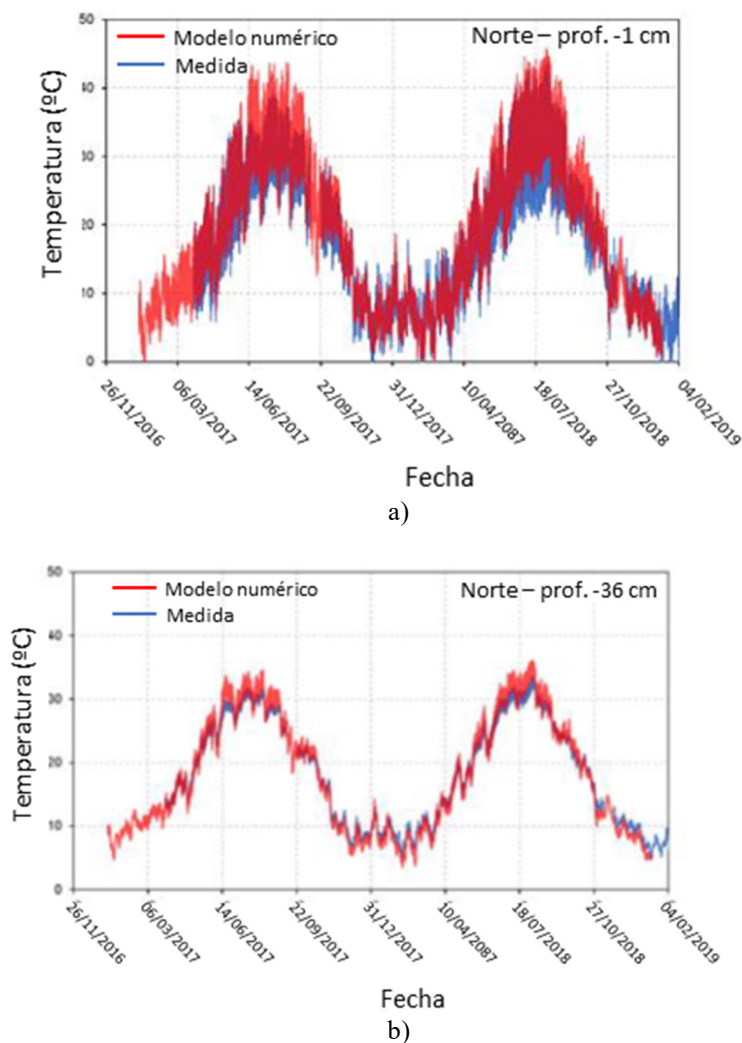 50
Modelo numérico
Norte – prof. -1 cm
Medida
40
Temperatura (ºC)
30
20
10
0
26/11/2016
06/03/2017
14/06/2017
22/09/2017
31/12/2017
10/04/2087
18/07/2018
27/10/2018
04/02/2019
Fecha
a)
50
Modelo numérico
Norte – prof. -36 cm
Medida
40
Temperatura (ºC)
30
20
10
0
26/11/2016
06/03/2017
14/06/2017
22/09/2017
31/12/2017
10/04/2087
18/07/2018
27/10/2018
04/02/2019
Fecha
b)